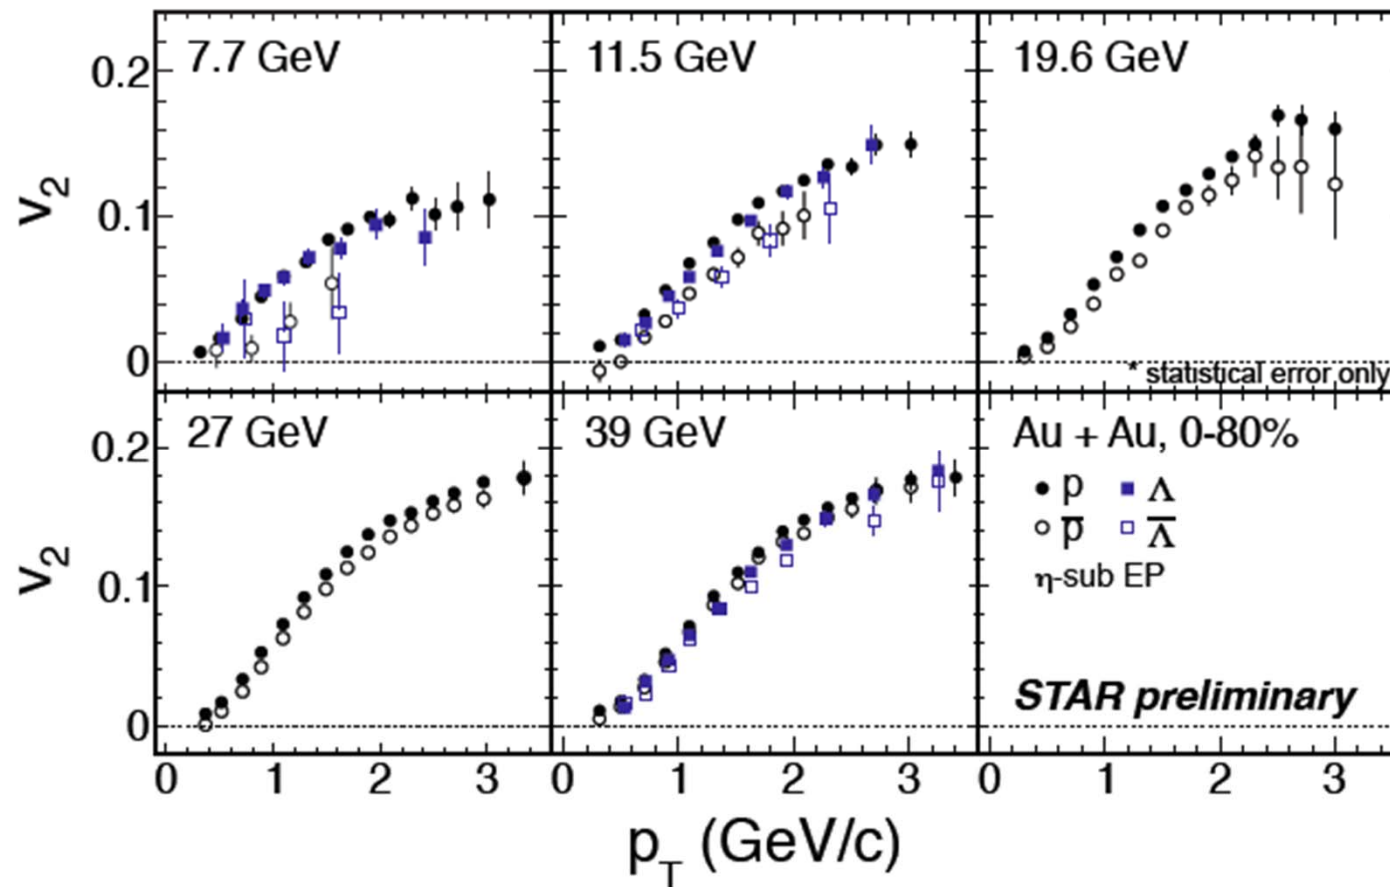 7.7 GeV
11.5 GeV
19.6 GeV
0.2
0.1
0
v₂
* statistical error only
27 GeV
39 GeV
Au + Au, 0-80%
p Λ
p̅ Λ̅
η-sub EP
STAR preliminary
0.2
0.1
0
v₂
0 1 2 3 0 1 2 3 0 1 2 3
p_T (GeV/c)